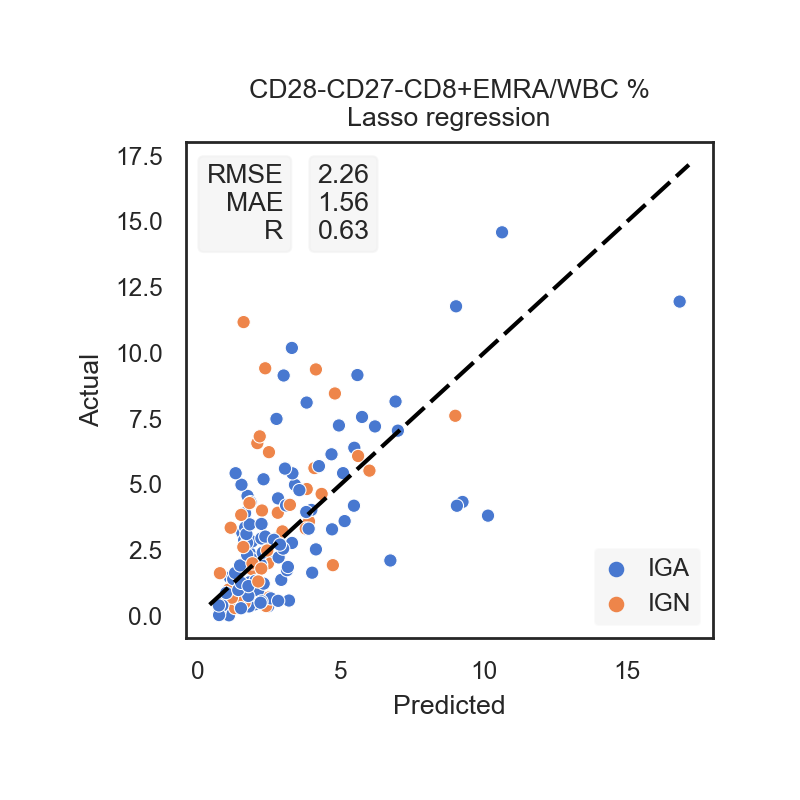 CD28-CD27-CD8+EMRA/WBC %
Lasso regression
17.5
15.0
12.5
10.0
7.5
5.0
2.5
0.0
Actual
RMSE 2.26
MAE 1.56
R 0.63
IGA
IGN
0 5 10 15
Predicted